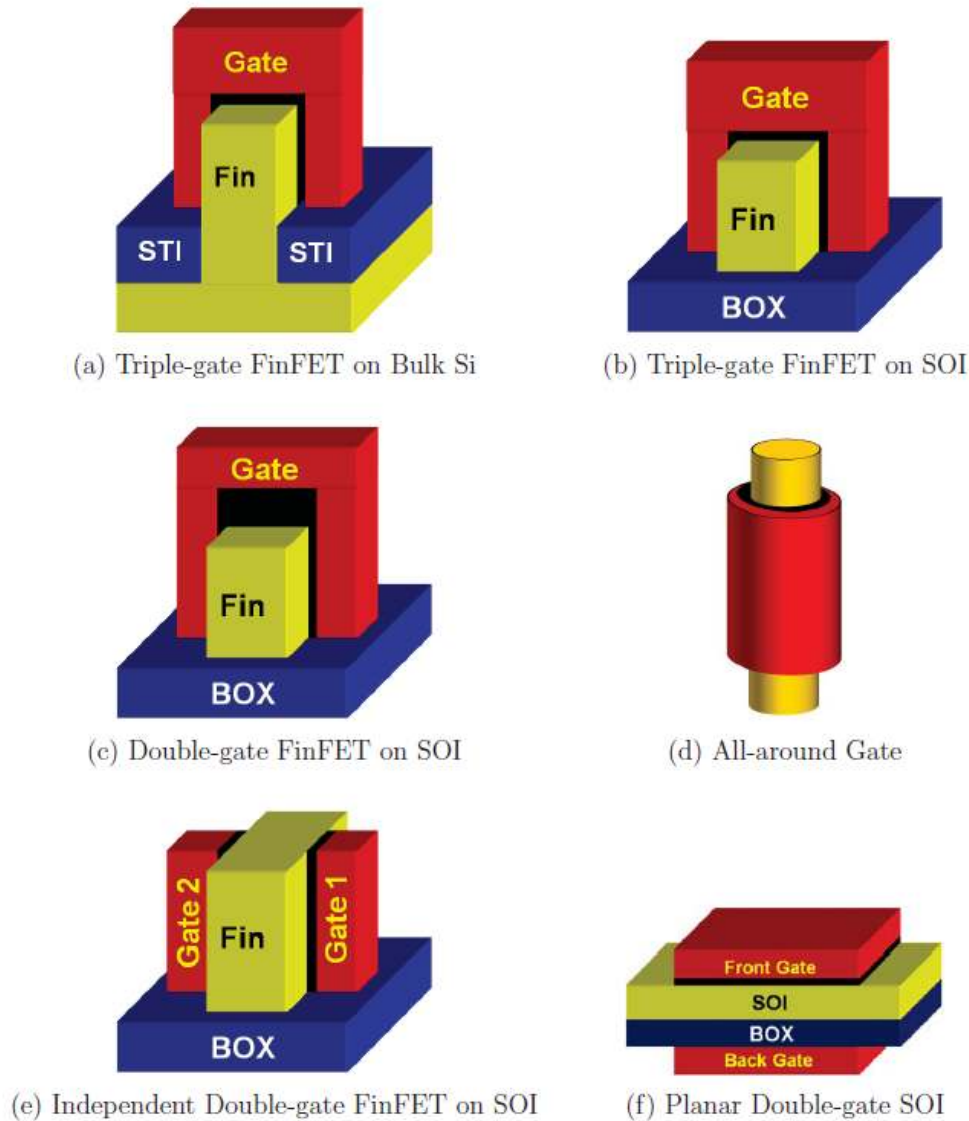 Gate
Fin
STI STI
(a) Triple-gate FinFET on Bulk Si
Gate
Fin
BOX
(b) Triple-gate FinFET on SOI
Gate
Fin
BOX
(c) Double-gate FinFET on SOI
(d) All-around Gate
Gate 2
Fin
Gate 1
BOX
(e) Independent Double-gate FinFET on SOI
Front Gate
SOI
BOX
Back Gate
(f) Planar Double-gate SOI